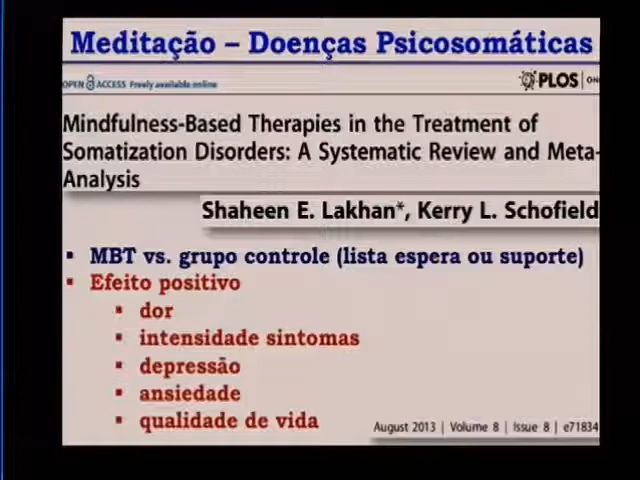 Meditação – Doenças Psicosomáticas
OPEN ACCESS Freely available online
PLOS ON
Mindfulness-Based Therapies in the Treatment of
Somatization Disorders: A Systematic Review and Meta-
Analysis
Shaheen E. Lakhan*, Kerry L. Schofield
MBT vs. grupo controle (lista espera ou suporte)
Efeito positivo
dor
intensidade sintomas
depressão
ansiedade
qualidade de vida
August 2013 | Volume 8 | Issue 8 | e71834